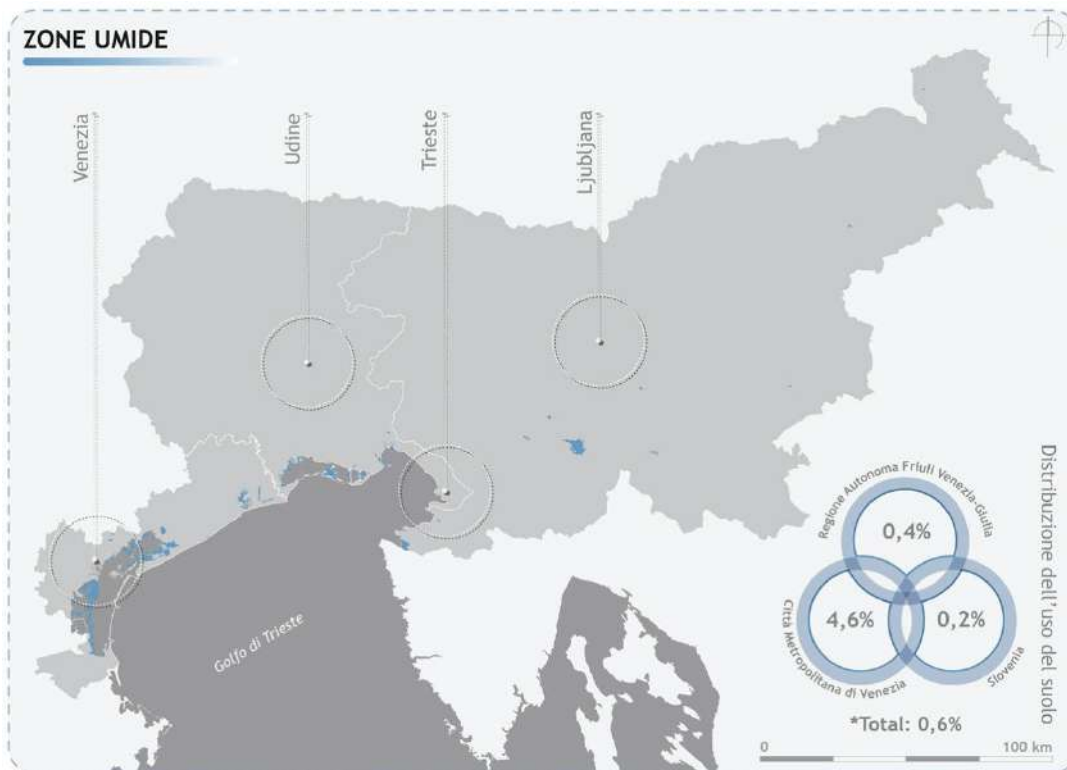 ZONE UMIDE
Venezia
Udine
Trieste
Ljubljana
Golfo di Trieste
Distribuzione dell'uso del suolo
Regione Autonoma Friuli Venezia-Giulia
0,4%
4,6%
0,2%
Città Metropolitana di Venezia
Slovenia
*Total: 0,6%
0
100 km